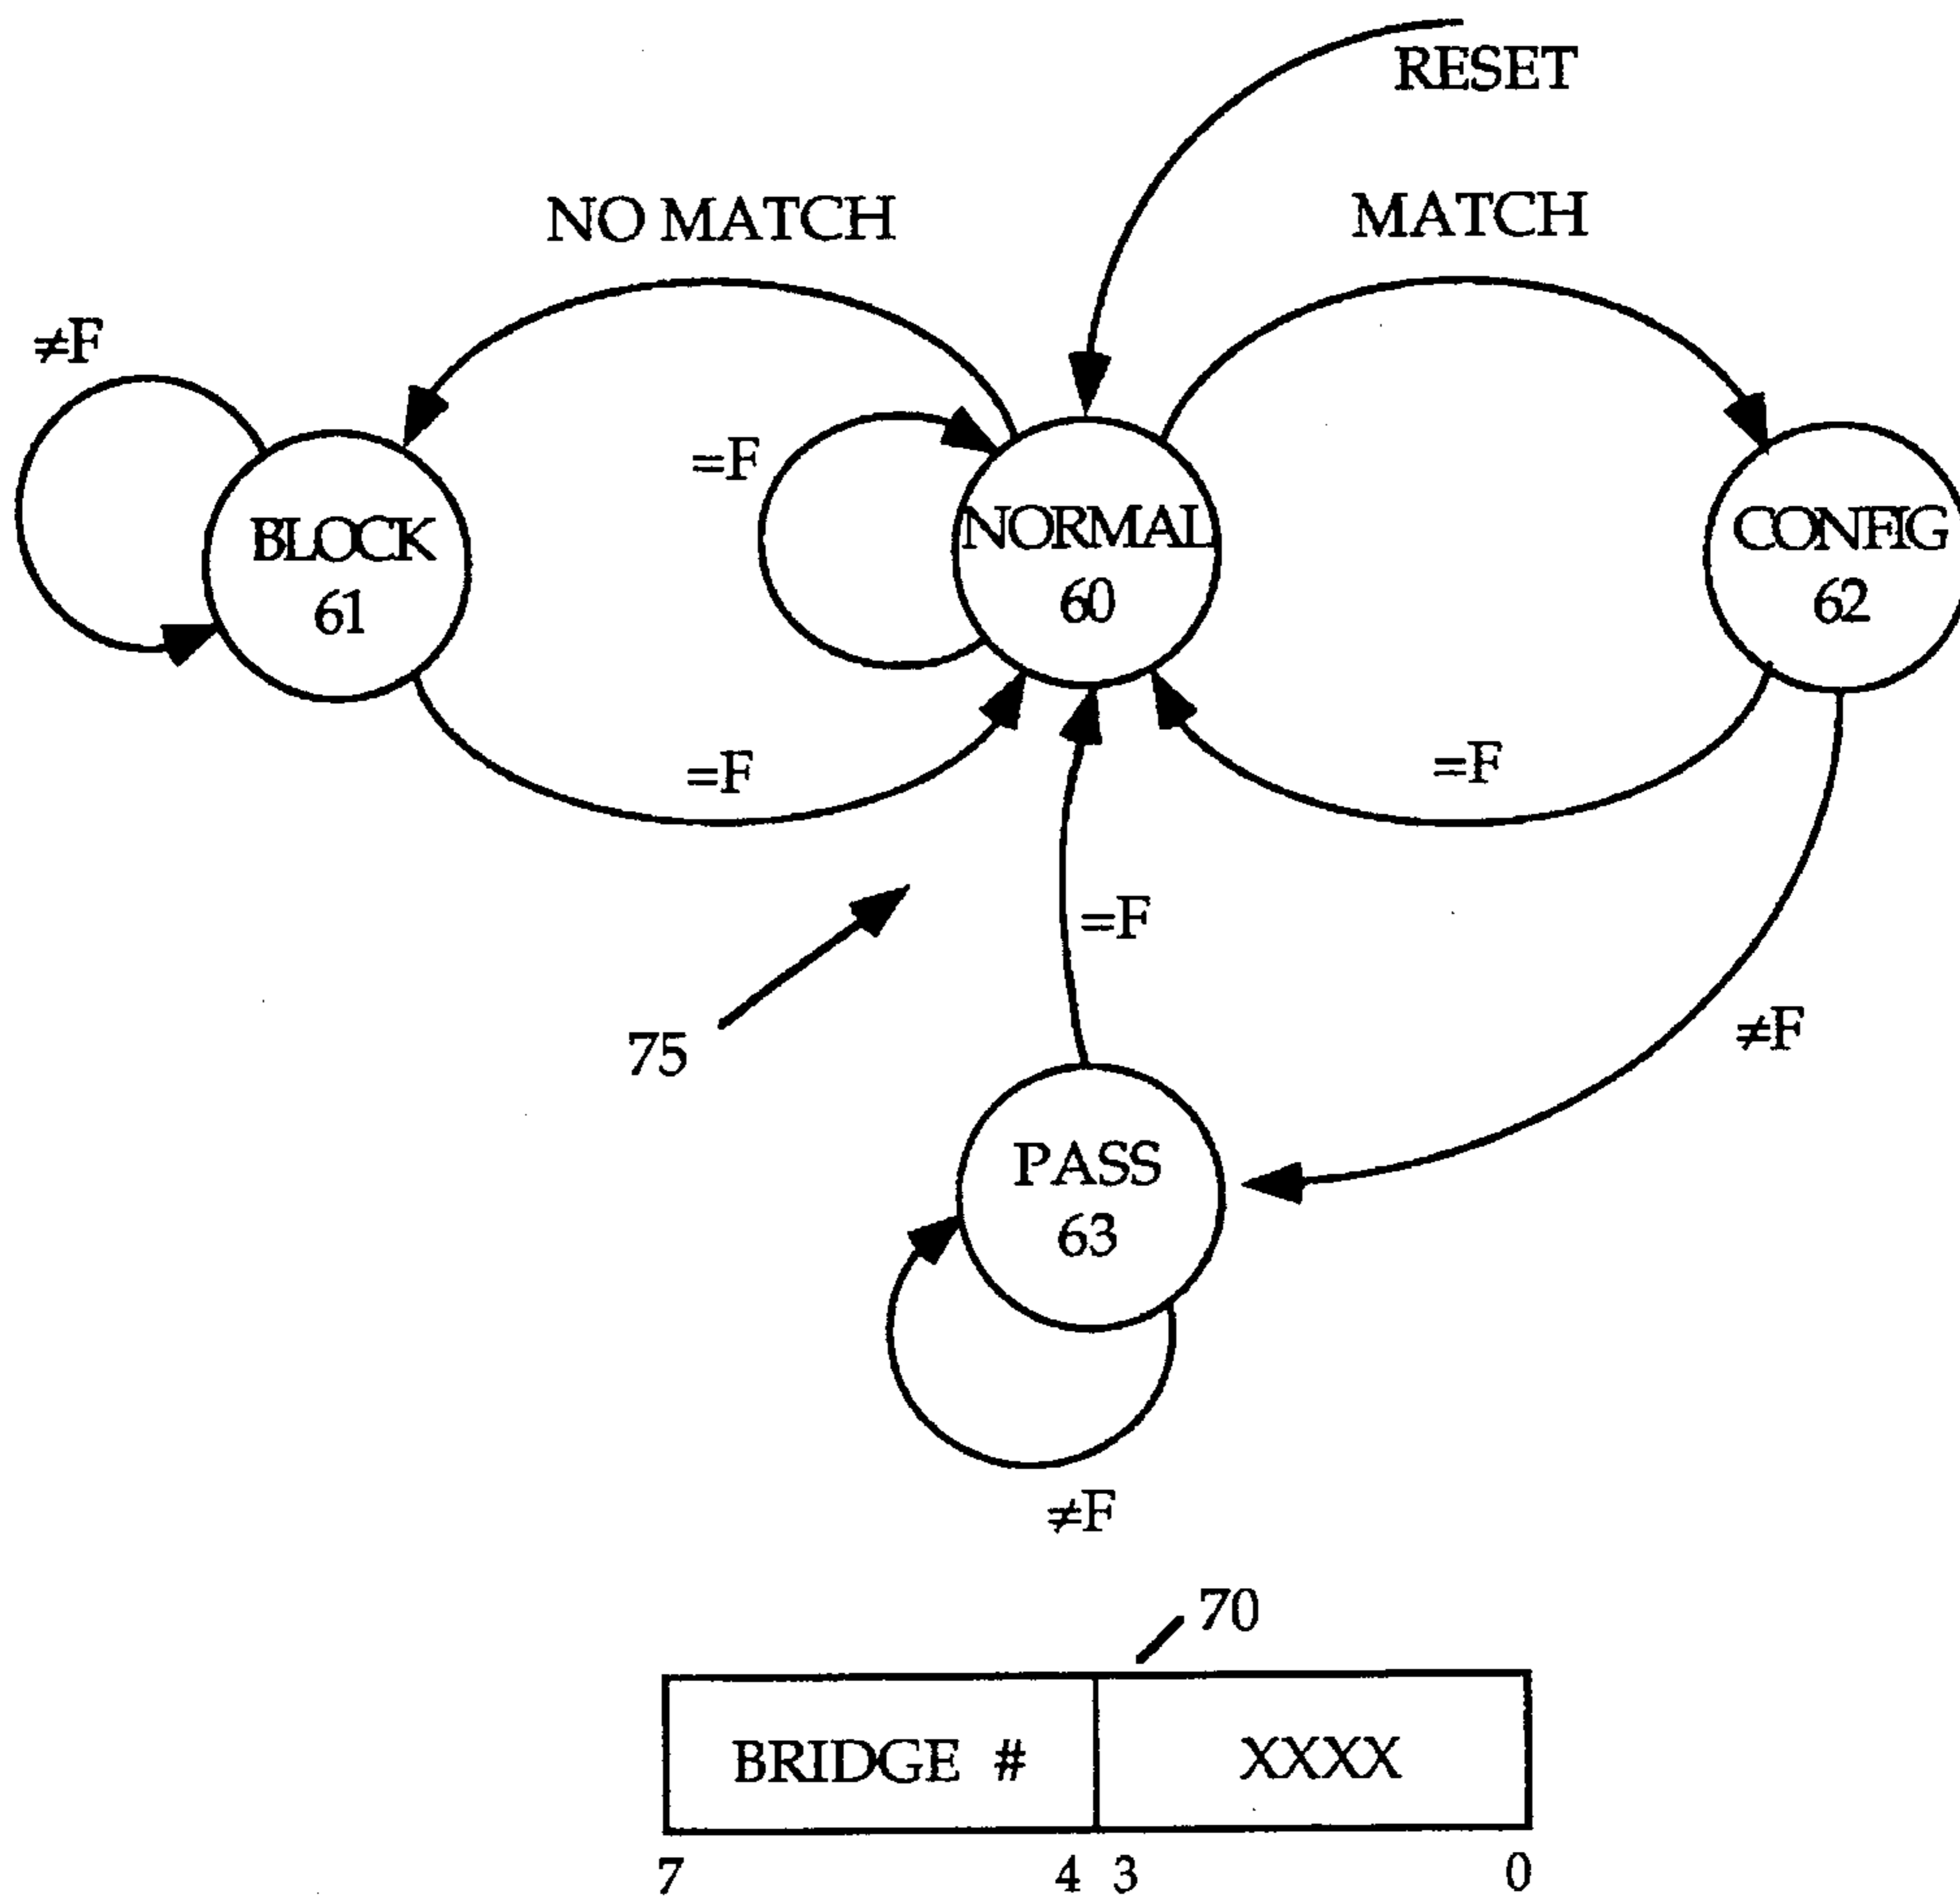 RESET
NO MATCH
MATCH
≠F
=F
BLOCK
61
NORMAL
60
CONFIG
62
=F
=F
=F
75
≠F
PASS
63
≠F
70
BRIDGE #
XXXX
7
4
3
0